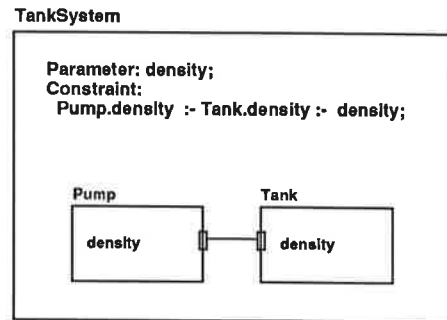 TankSystem
Parameter: density;
Constraint:
Pump.density :- Tank.density :- density;
Pump
Tank
density
density